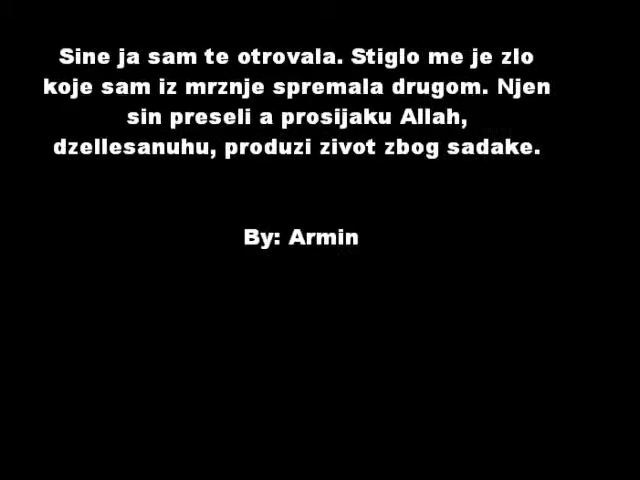 Sine ja sam te otrovala. Stiglo me je zlo
koje sam iz mrznje spremala drugom. Njen
sin preseli a prosijaku Allah,
dzellesanuhu, produzi zivot zbog sadake.
By: Armin